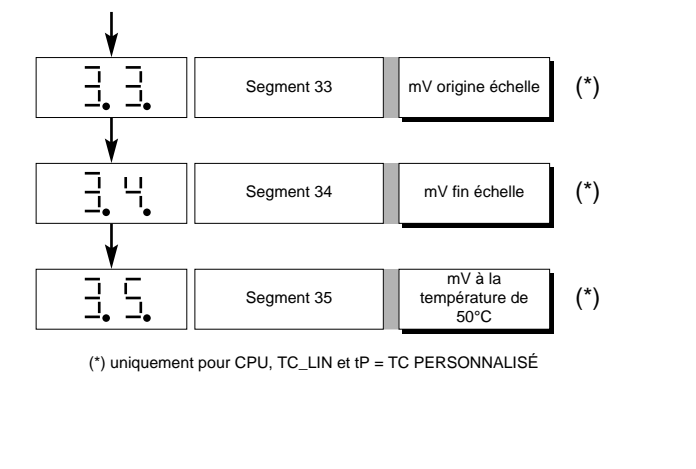 3.3. Segment 33 mV origine échelle (*)
3.4. Segment 34 mV fin échelle (*)
3.5. Segment 35 mV à la
température de
50°C (*)
(*) uniquement pour CPU, TC_LIN et tP = TC PERSONNALISÉ